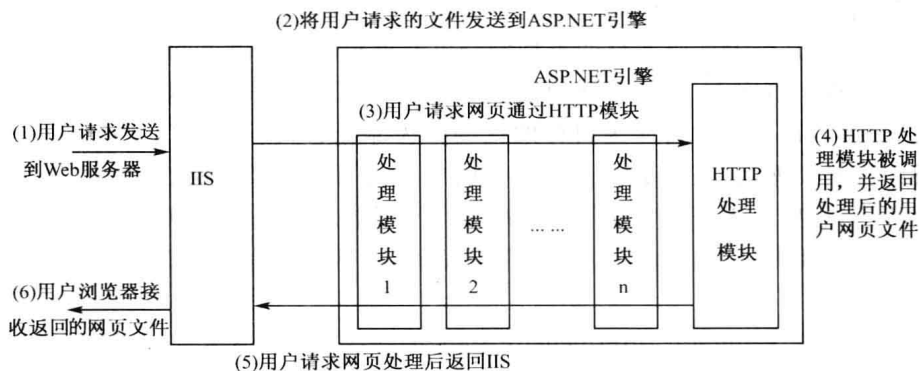 (2)将用户请求的文件发送到ASP.NET引擎
ASP.NET引擎
(3)用户请求网页通过HTTP模块
(1)用户请求发送
到Web服务器
IIS
处理模块1
处理模块2
... ...
处理模块n
HTTP
处理
模块
(4) HTTP 处
理模块被调
用，并返回
处理后的用
户网页文件
(6)用户浏览器接
收返回的网页文件
(5)用户请求网页处理后返回IIS